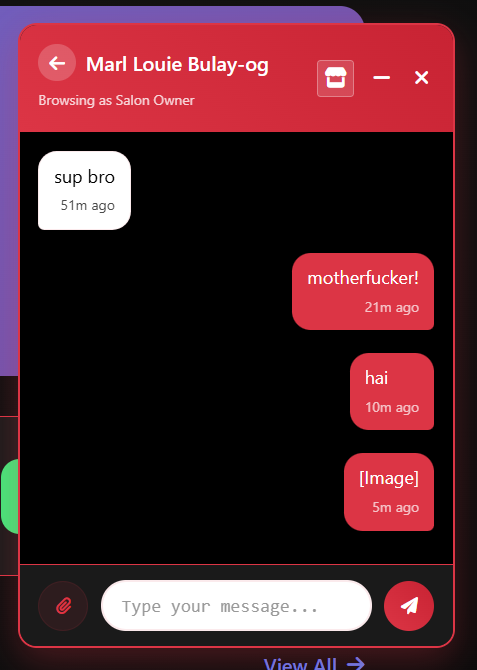 Marl Louie Bulay-og
Browsing as Salon Owner
sup bro
51m ago
motherfucker!
21m ago
hai
10m ago
[Image]
5m ago
Type your message...
View All